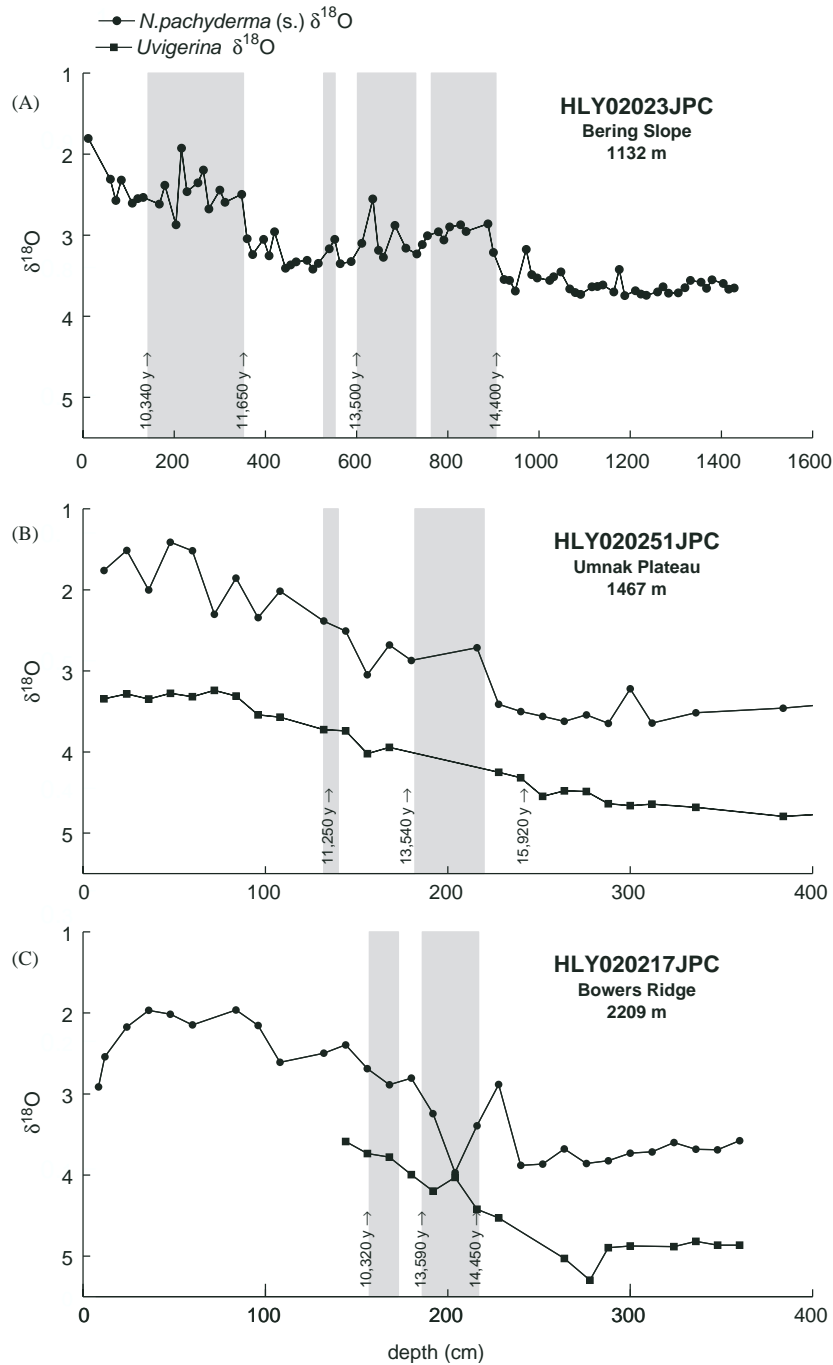 N.pachyderma (s.) δ18O
Uvigerina δ18O
(A)
HLY02023JPC
Bering Slope
1132 m
1
2
3
4
5
δ18O
10,340 y →
11,650 y →
13,500 y →
14,400 y →
0 200 400 600 800 1000 1200 1400 1600
(B)
HLY020251JPC
Umnak Plateau
1467 m
1
2
3
4
5
δ18O
11,250 y →
13,540 y →
15,920 y →
0 100 200 300 400
(C)
HLY020217JPC
Bowers Ridge
2209 m
1
2
3
4
5
δ18O
10,320 y →
13,590 y →
14,450 y →
0 100 200 300 400
depth (cm)